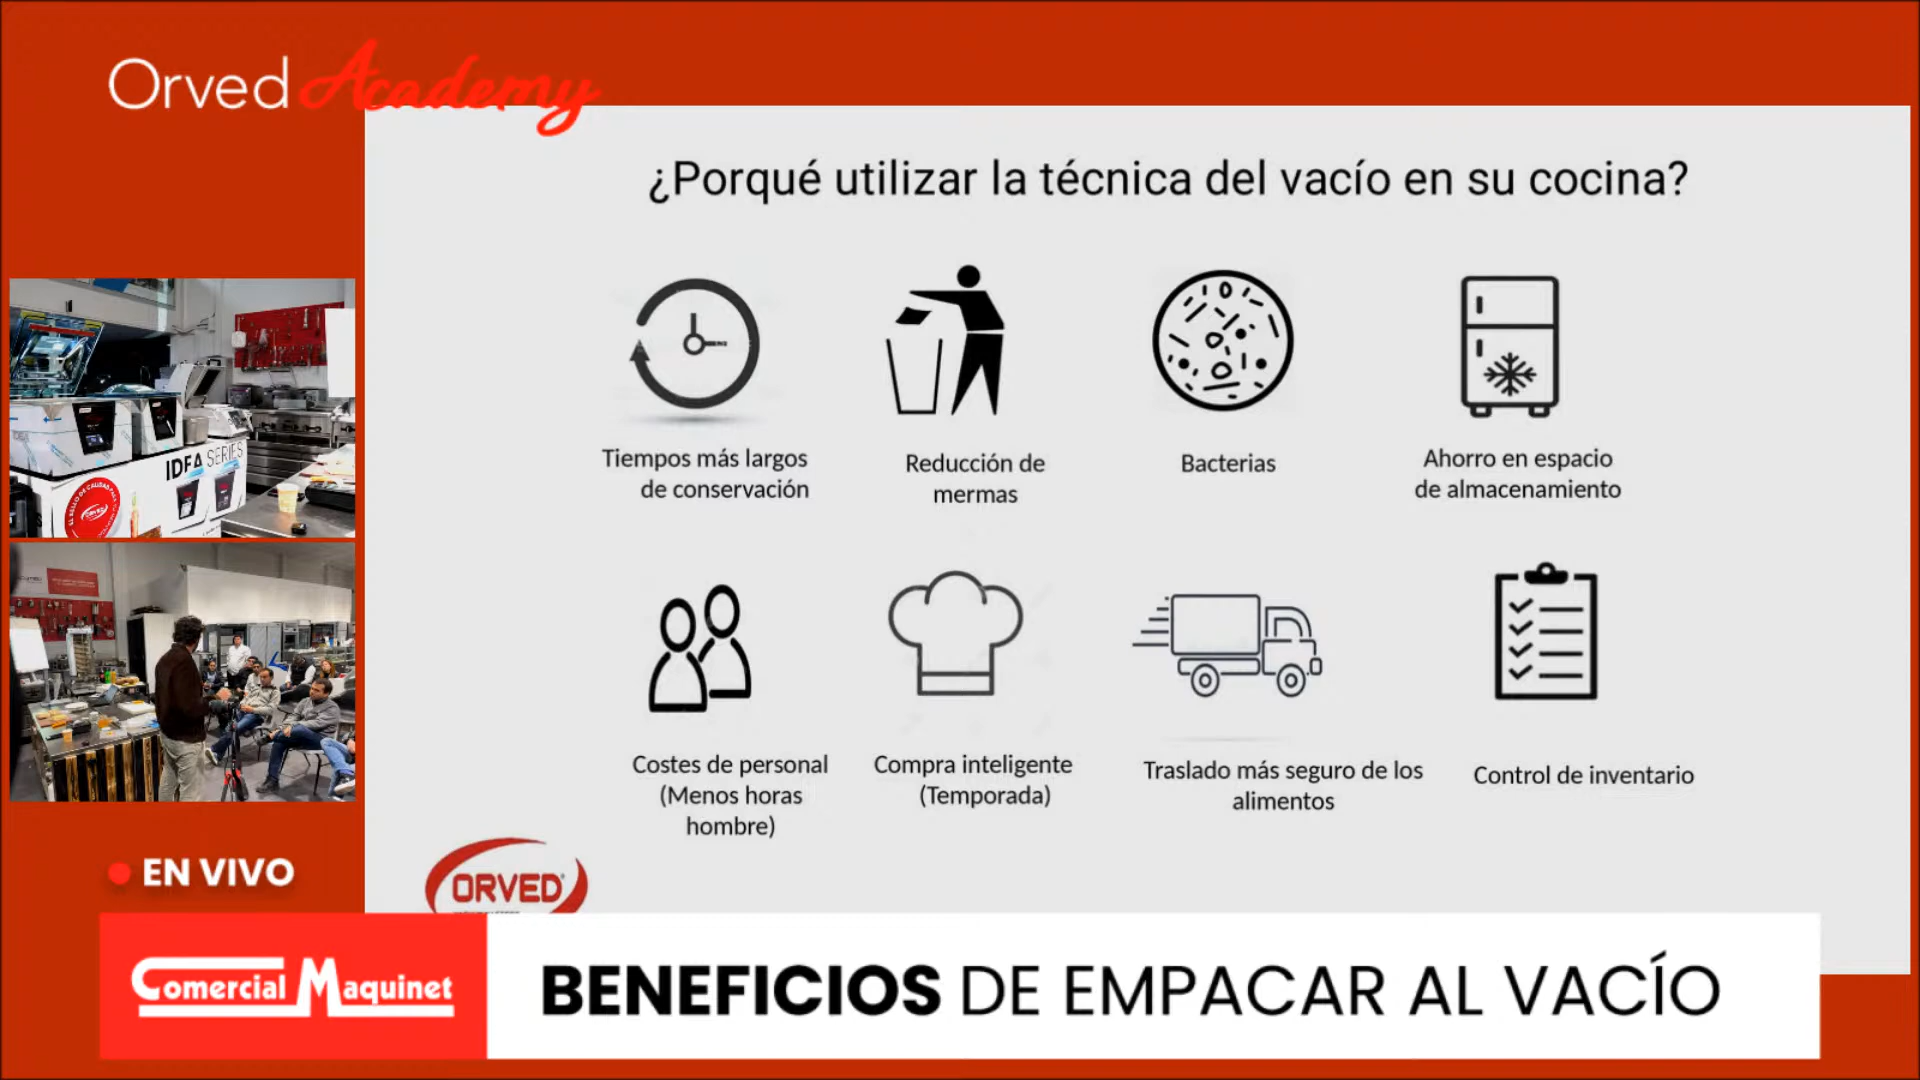 Orved Academy
¿Porqué utilizar la técnica del vacío en su cocina?
Tiempos más largos
de conservación
Reducción de
mermas
Bacterias
Ahorro en espacio
de almacenamiento
Costes de personal
(Menos horas
hombre)
Compra inteligente
(Temporada)
Traslado más seguro de los
alimentos
Control de inventario
IDEA SERIES
ORVED
EN VIVO
ORVED
Comercial Maquinet
BENEFICIOS DE EMPACAR AL VACÍO